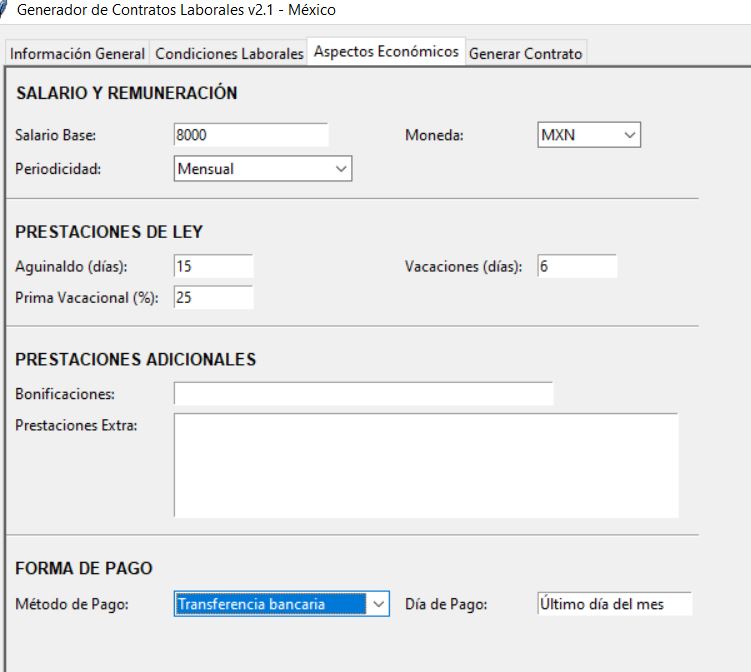 Generador de Contratos Laborales v2.1 - México
Información General Condiciones Laborales Aspectos Económicos Generar Contrato
SALARIO Y REMUNERACIÓN
Salario Base: 8000 Moneda: MXN
Periodicidad: Mensual
PRESTACIONES DE LEY
Aguinaldo (días): 15 Vacaciones (días): 6
Prima Vacacional (%): 25
PRESTACIONES ADICIONALES
Bonificaciones:
Prestaciones Extra:
FORMA DE PAGO
Método de Pago: Transferencia bancaria Día de Pago: Último día del mes